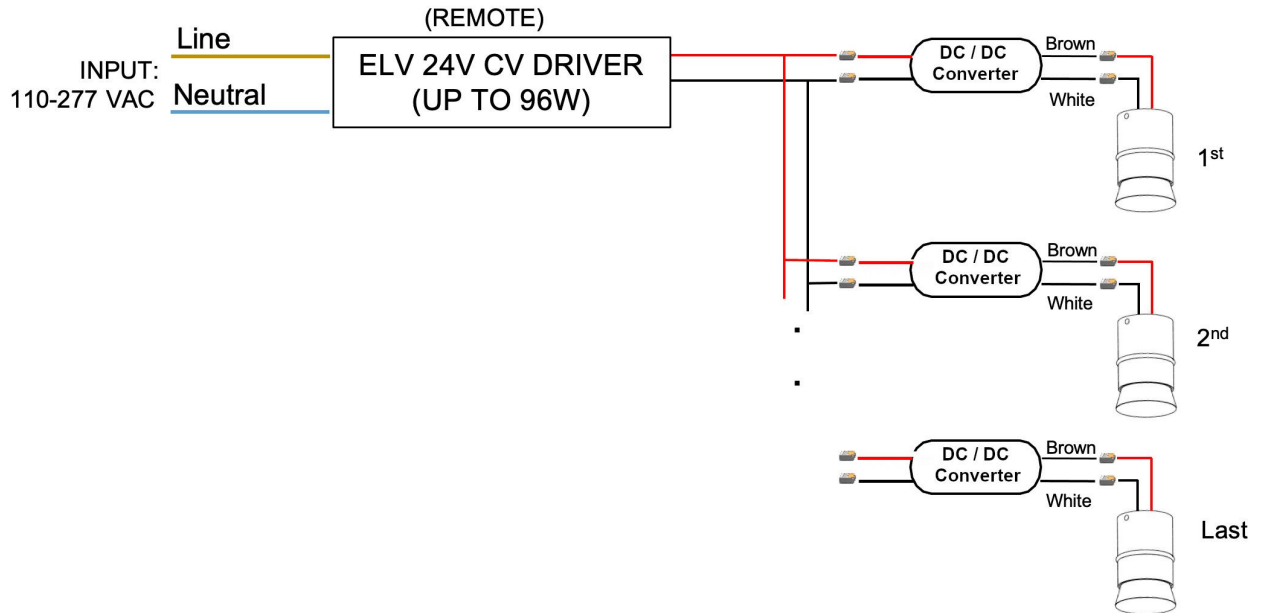 (REMOTE)
Line
INPUT:
110-277 VAC
Neutral
ELV 24V CV DRIVER
(UP TO 96W)
DC / DC
Converter
Brown
White
1st
DC / DC
Converter
Brown
White
2nd
DC / DC
Converter
Brown
White
Last